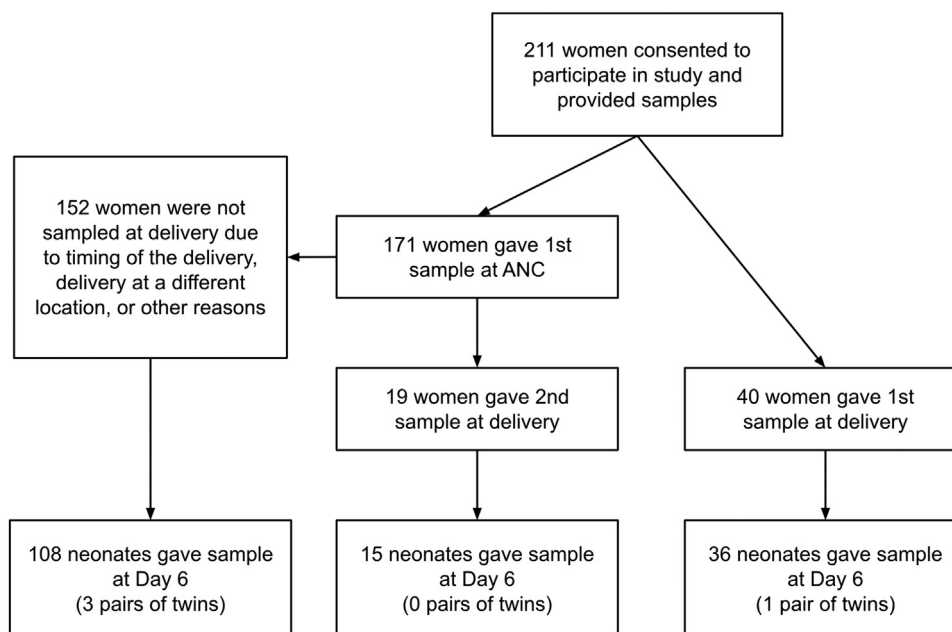 211 women consented to
participate in study and
provided samples
152 women were not
sampled at delivery due
to timing of the delivery,
delivery at a different
location, or other reasons
171 women gave 1st
sample at ANC
19 women gave 2nd
sample at delivery
40 women gave 1st
sample at delivery
108 neonates gave sample
at Day 6
(3 pairs of twins)
15 neonates gave sample
at Day 6
(0 pairs of twins)
36 neonates gave sample
at Day 6
(1 pair of twins)